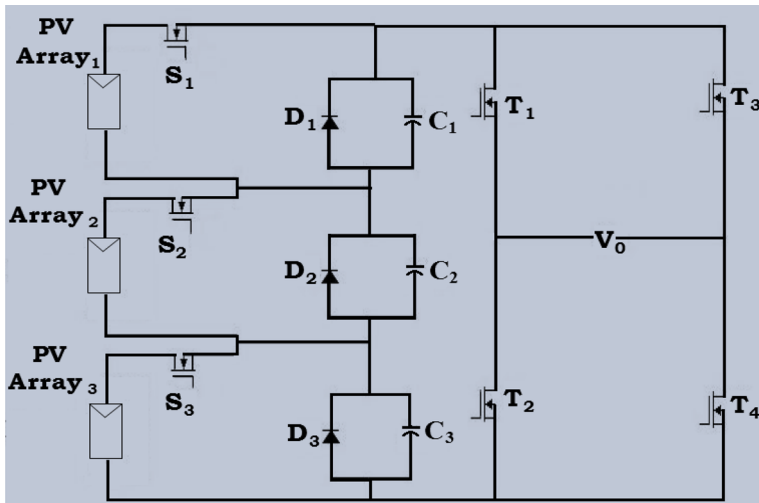 PV
Array₁
S₁
D₁
C₁
T₁
T₃
PV
Array₂
S₂
D₂
C₂
V₀
PV
Array₃
S₃
D₃
C₃
T₂
T₄